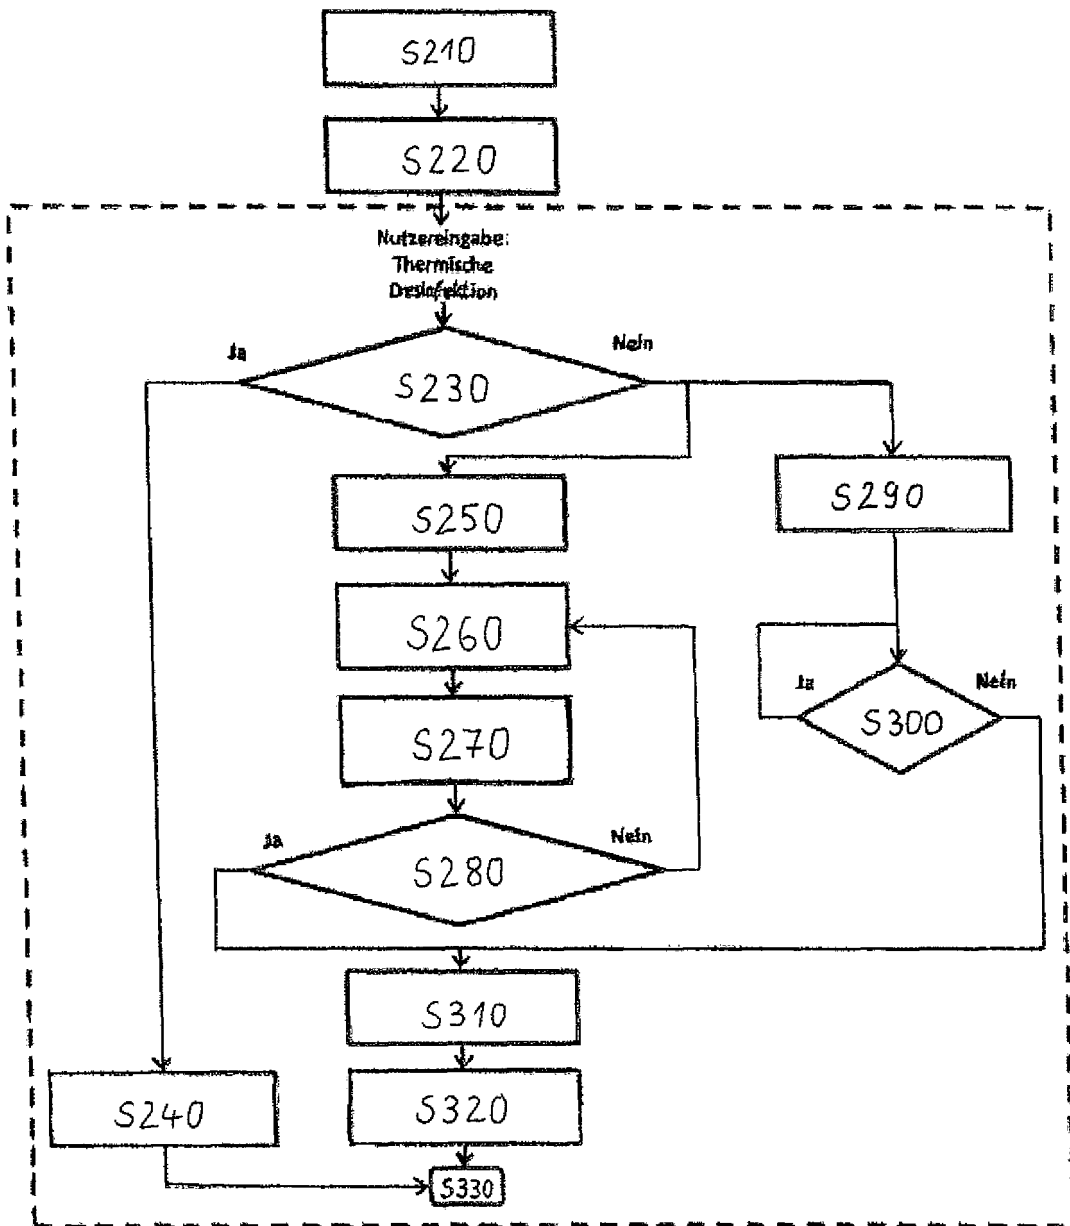 S210
S220
Nutzereingabe:
Thermische
Desinfektion
Ja
Nein
S230
S250
S290
S260
Ja
Nein
S300
S270
Ja
Nein
S280
S310
S240
S320
S330